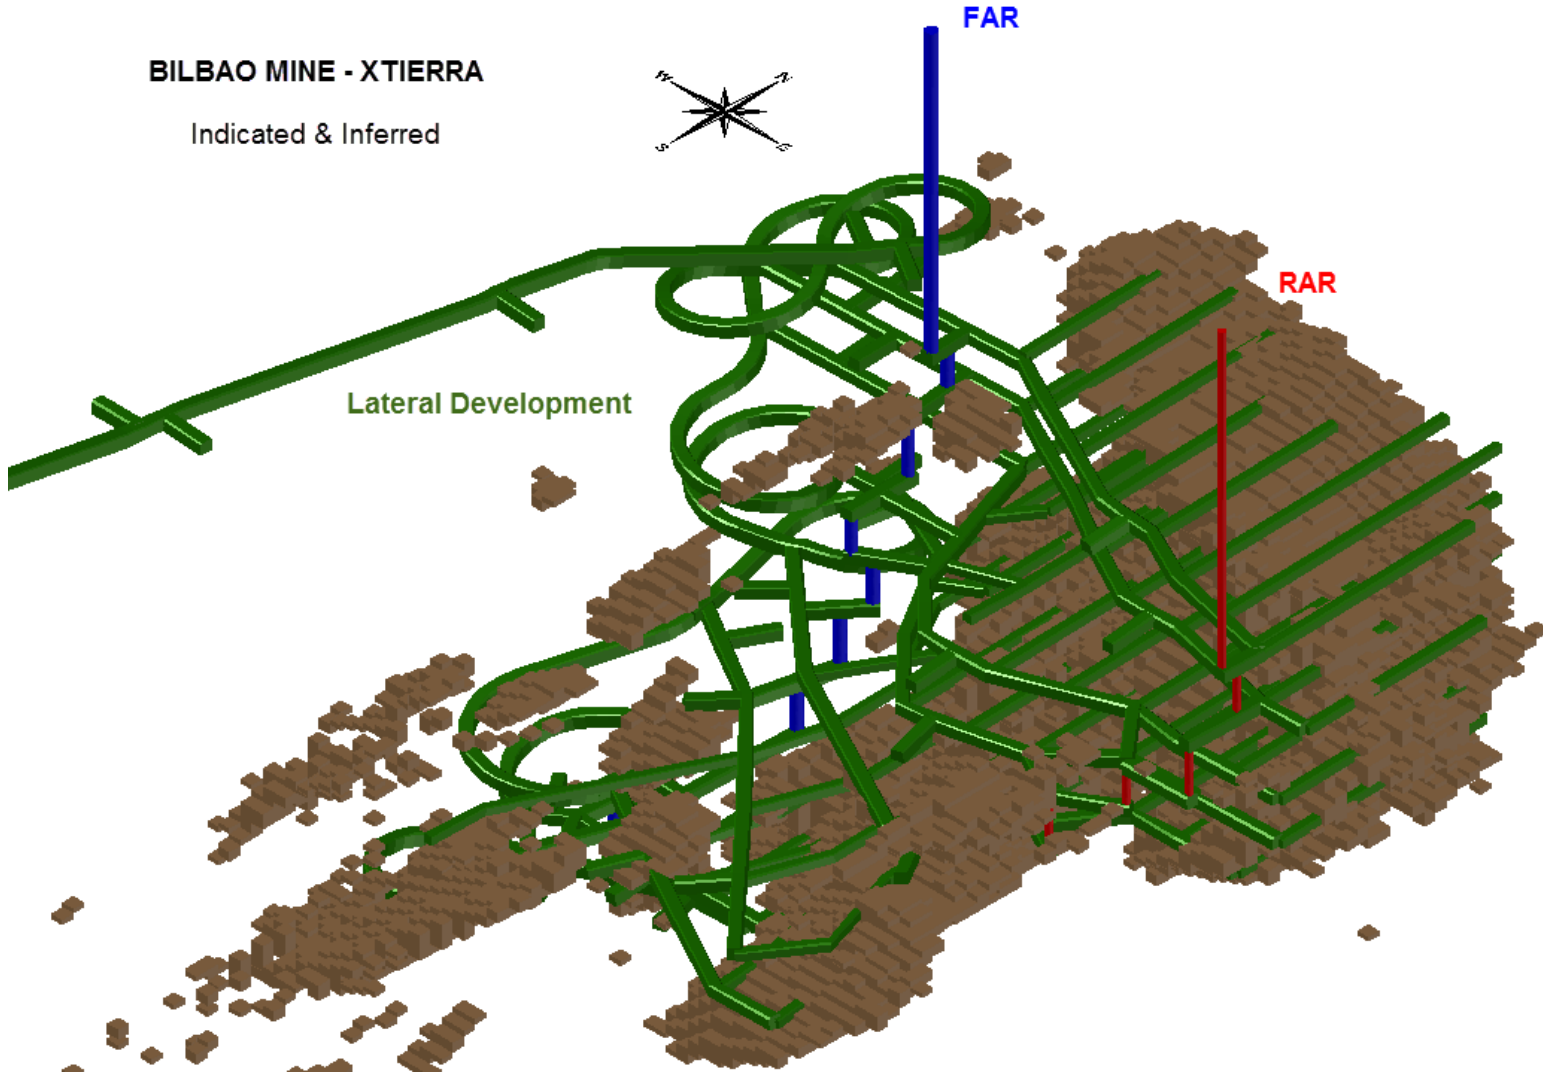 FAR
BILBAO MINE - XTIERRA
W
N
Indicated & Inferred
S
RAR
Lateral Development